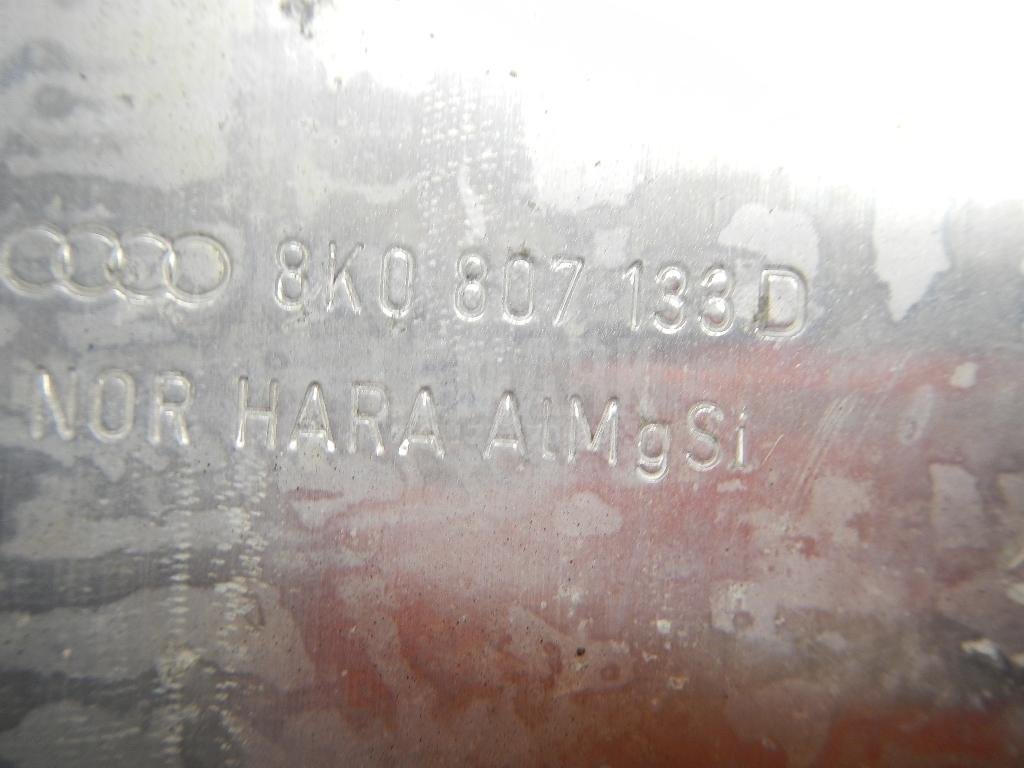 8K0 807 133 D
NOR HARA AlMgSi